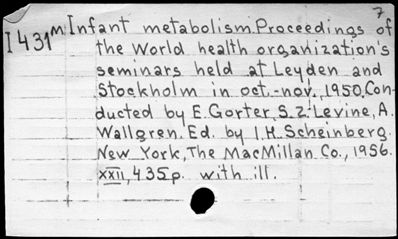 7
I431m Infant metabolism. Proceedings of
the World health organization's
seminars held at Leyden and
Stockholm in oct.-nov., 1950, Con-
ducted by E. Gorter, S. Z. Levine, A.
Wallgren. Ed. by I. H. Scheinberg.
New York, The MacMillan Co., 1956.
xxii, 435p. with ill.